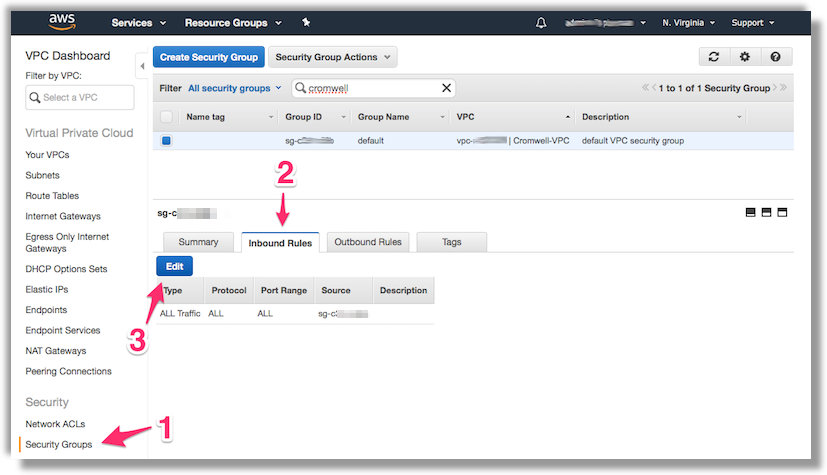 aws
Services
Resource Groups
N. Virginia
Support
VPC Dashboard
Filter by VPC:
Select a VPC
Virtual Private Cloud
Your VPCs
Subnets
Route Tables
Internet Gateways
Egress Only Internet
Gateways
DHCP Options Sets
Elastic IPs
Endpoints
Endpoint Services
NAT Gateways
Peering Connections
Security
Network ACLs
Security Groups
1
Create Security Group
Security Group Actions
Filter All security groups
cromwell
1 to 1 of 1 Security Group
Name tag Group ID Group Name VPC Description
sg-c default vpc- | Cromwell-VPC default VPC security group
2
sg-c
Summary Inbound Rules Outbound Rules Tags
Edit
3
Type Protocol Port Range Source Description
ALL Traffic ALL ALL sg-c